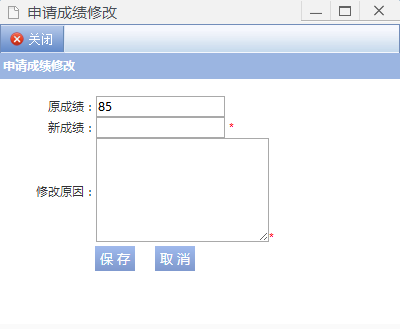 申请成绩修改
关闭
申请成绩修改
原成绩： 85
新成绩： *
修改原因： *
保存 取消